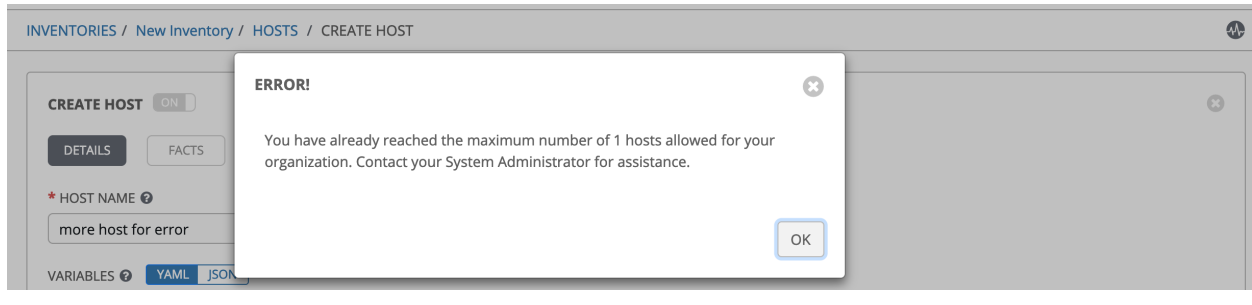 INVENTORIES / New Inventory / HOSTS / CREATE HOST
ERROR!
You have already reached the maximum number of 1 hosts allowed for your
organization. Contact your System Administrator for assistance.
OK
CREATE HOST ON
DETAILS FACTS
* HOST NAME
more host for error
VARIABLES YAML JSON